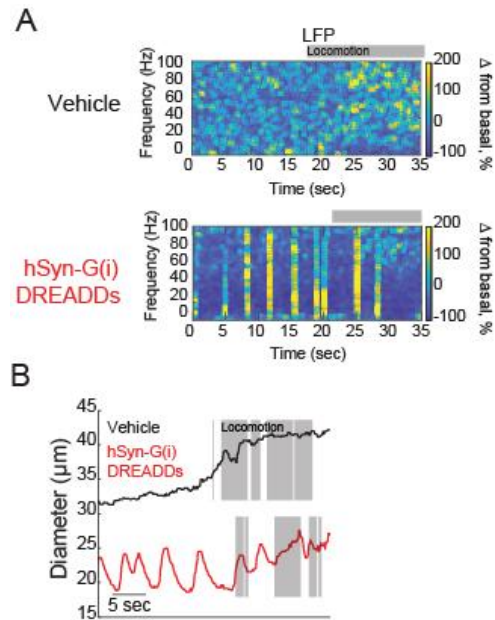 A
LFP
Locomotion
Vehicle
Frequency (Hz)
100
80
60
40
20
0
0 5 10 15 20 25 30 35
Time (sec)
200
100
0
-100
Δ from basal, %
hSyn-G(i)
DREADDs
Frequency (Hz)
100
80
60
40
20
0
0 5 10 15 20 25 30 35
Time (sec)
200
100
0
-100
Δ from basal, %
B
Diameter (µm)
45
40
35
30
25
20
15
Vehicle
hSyn-G(i)
DREADDs
Locomotion
5 sec